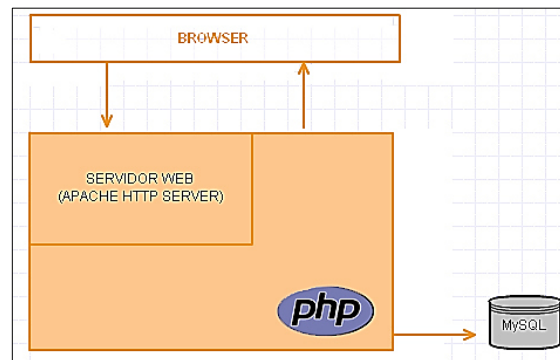 BROWSER
SERVIDOR WEB
(APACHE HTTP SERVER)
php
MySQL